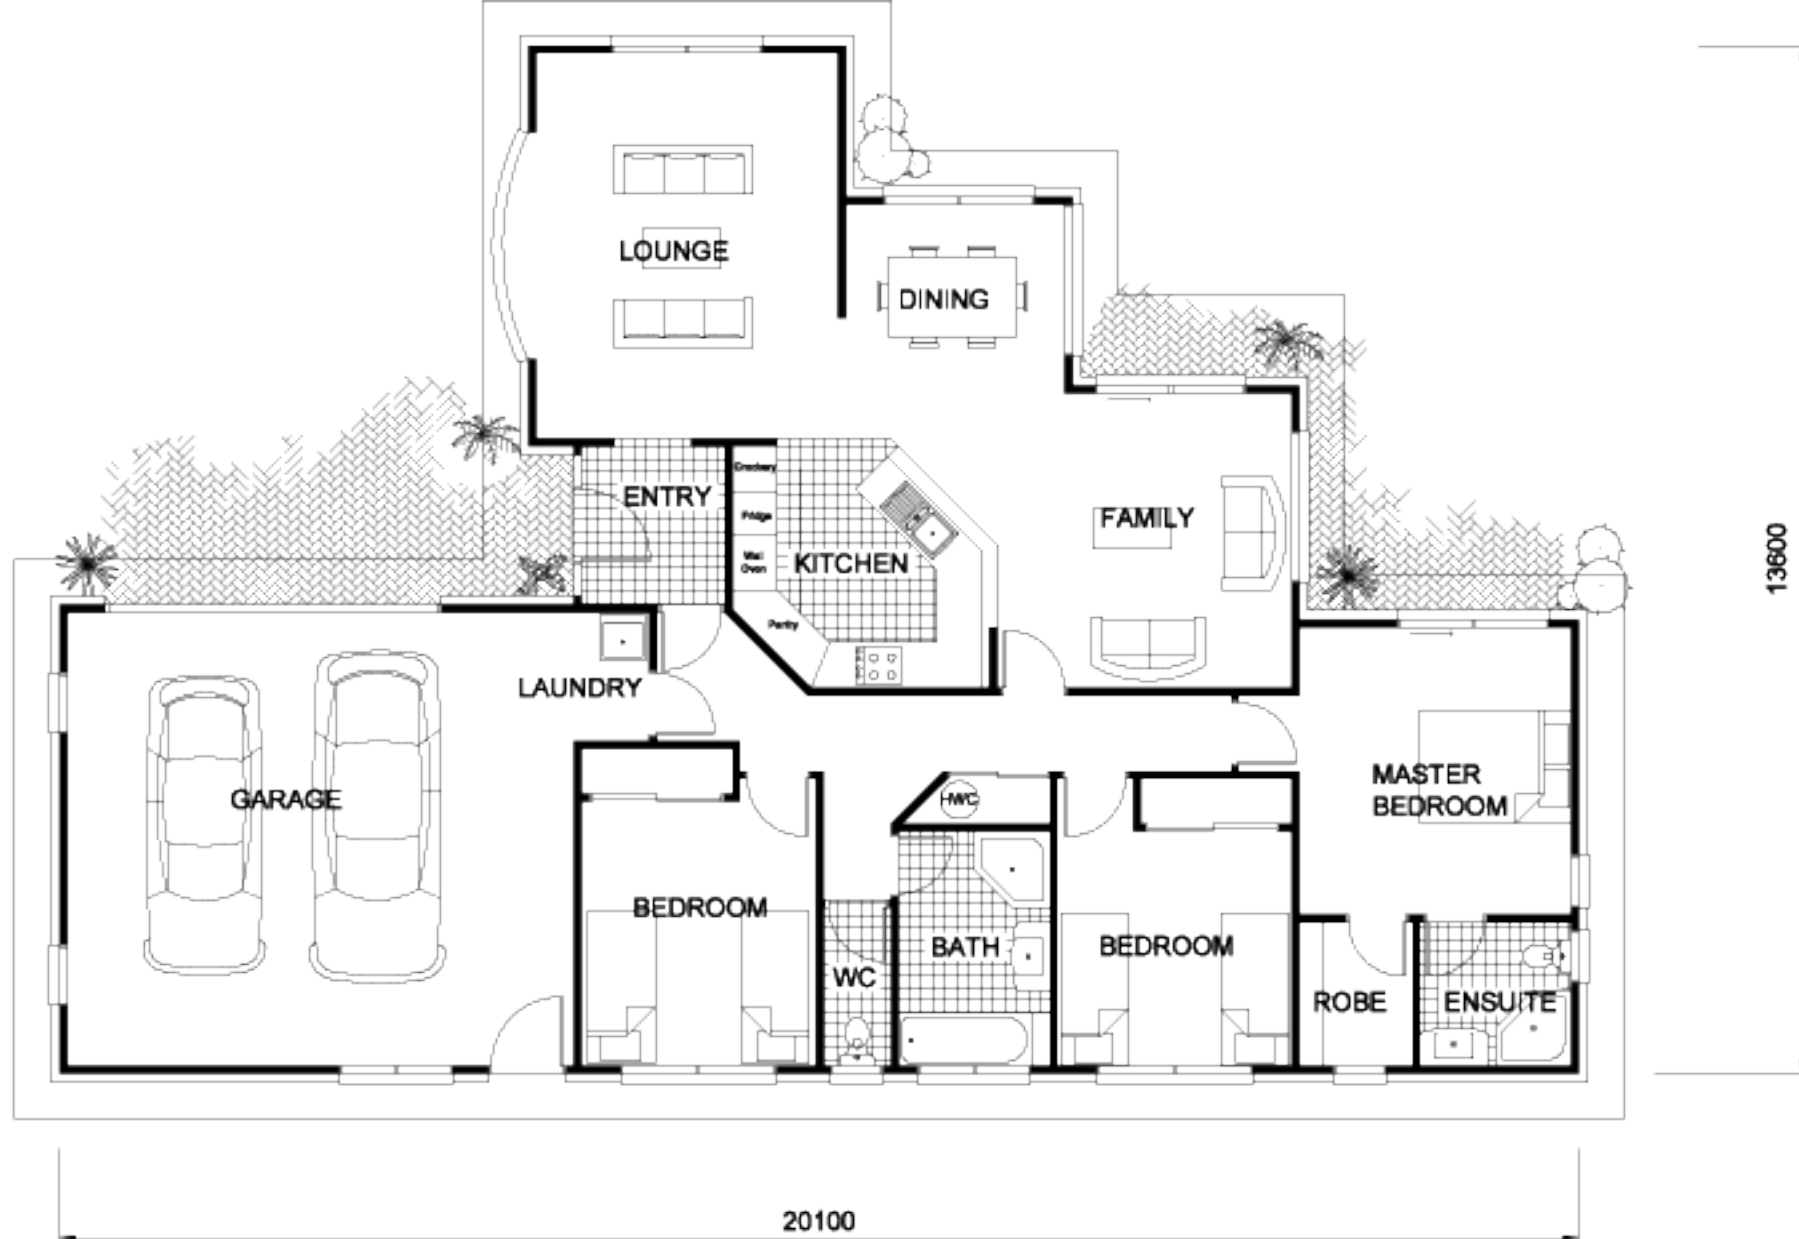 LOUNGE
DINING
Crockery
ENTRY
Fridge
FAMILY
Wall
Oven
KITCHEN
13600
Pantry
LAUNDRY
GARAGE
HWC
MASTER
BEDROOM
BEDROOM
BATH
BEDROOM
WC
ROBE
ENSUITE
20100